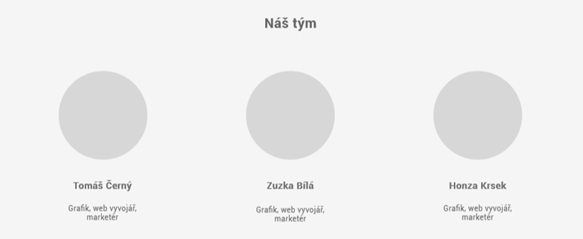 Náš tým
Tomáš Černý
Zuzka Bílá
Honza Krsek
Grafik, web vyvojář,
marketér
Grafik, web vyvojář,
marketér
Grafik, web vyvojář,
marketér